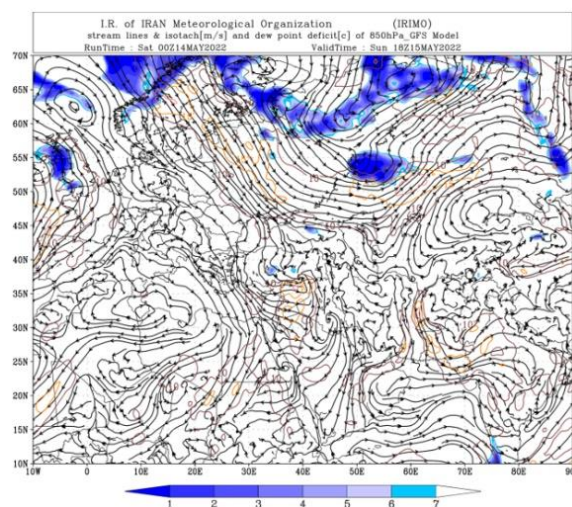 I.R. of IRAN Meteorological Organization (IRIMO)
stream lines & isotach[m/s] and dew point deficit[c] of 850hPa_GFS Model
RunTime : Sat 00Z14MAY2022 ValidTime : Sun 18Z15MAY2022
70N
65N
60N
55N
50N
45N
40N
35N
30N
25N
20N
15N
10N
10W 0 10E 20E 30E 40E 50E 60E 70E 80E
1 2 3 4 5 6 7